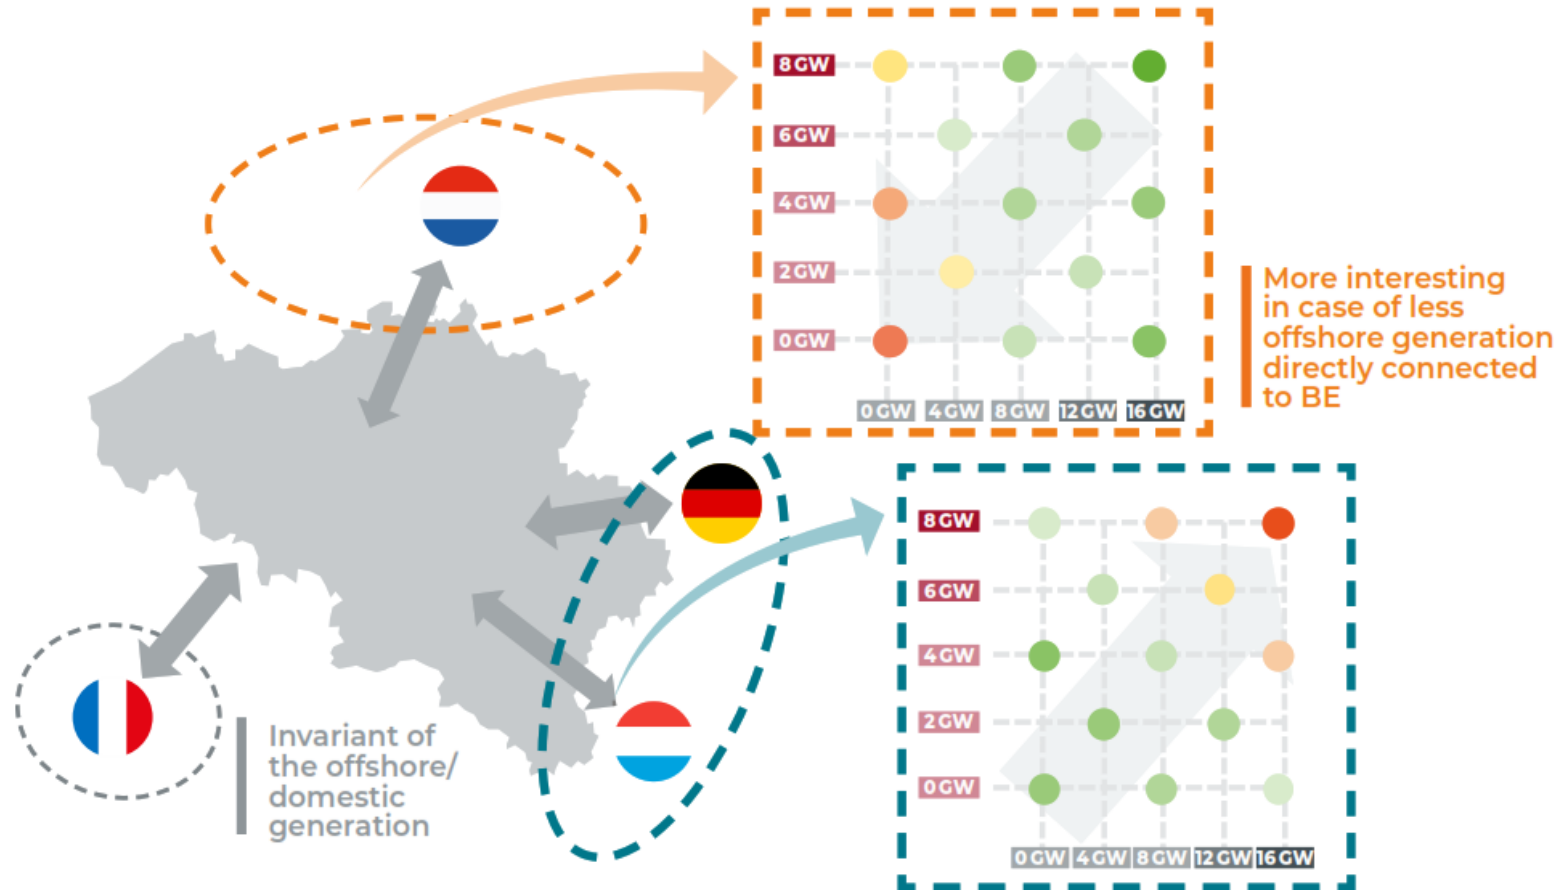 8 GW
6 GW
4 GW
2 GW
0 GW
0 GW 4 GW 8 GW 12 GW 16 GW
More interesting
in case of less
offshore generation
directly connected
to BE
8 GW
6 GW
4 GW
2 GW
0 GW
0 GW 4 GW 8 GW 12 GW 16 GW
Invariant of
the offshore/
domestic
generation